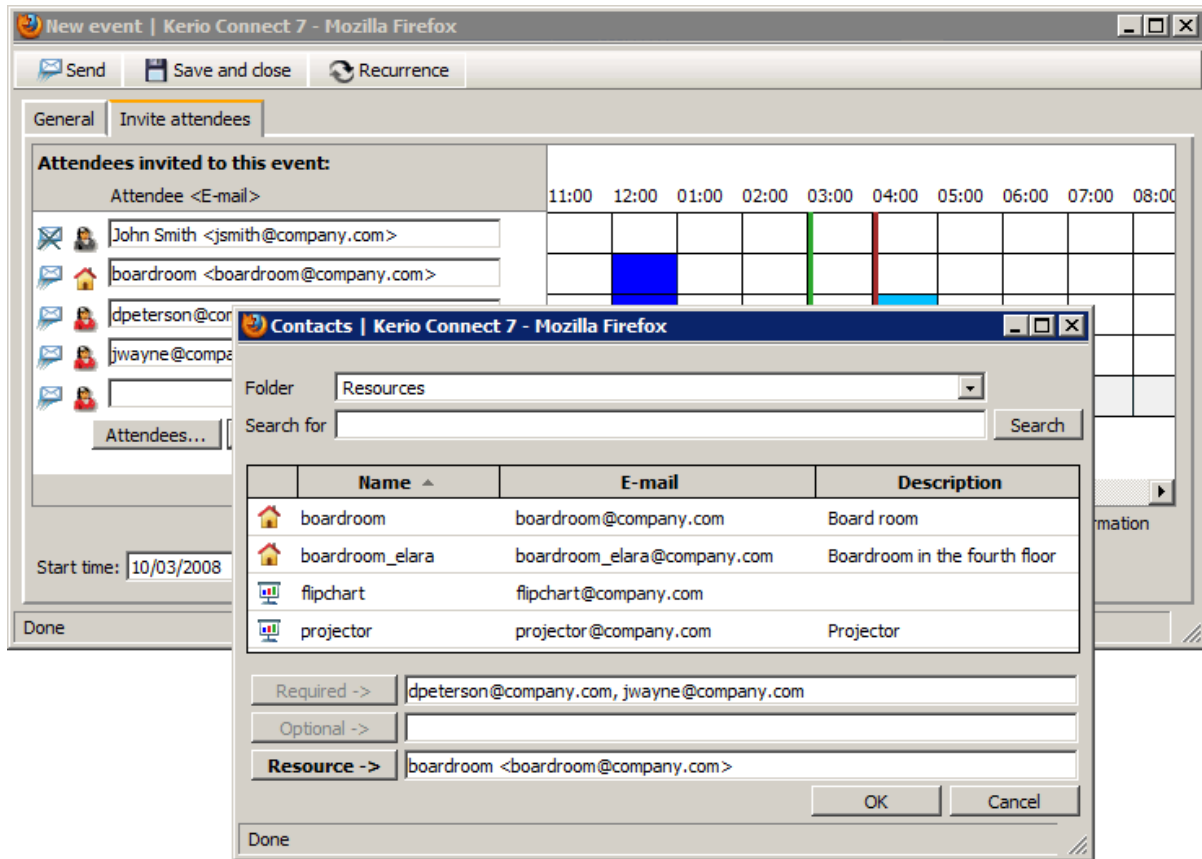 New event | Kerio Connect 7 - Mozilla Firefox
Send Save and close Recurrence
General Invite attendees
Attendees invited to this event:
Attendee <E-mail>
11:00 12:00 01:00 02:00 03:00 04:00 05:00 06:00 07:00 08:00
John Smith <jsmith@company.com>
boardroom <boardroom@company.com>
dpeterson@com
jwayne@compa
Attendees...
Start time: 10/03/2008
rmation
Done
Contacts | Kerio Connect 7 - Mozilla Firefox
Folder Resources
Search for Search
Name E-mail Description
boardroom boardroom@company.com Board room
boardroom_elara boardroom_elara@company.com Boardroom in the fourth floor
flipchart flipchart@company.com
projector projector@company.com Projector
Required -> dpeterson@company.com, jwayne@company.com
Optional ->
Resource -> boardroom <boardroom@company.com>
OK Cancel
Done